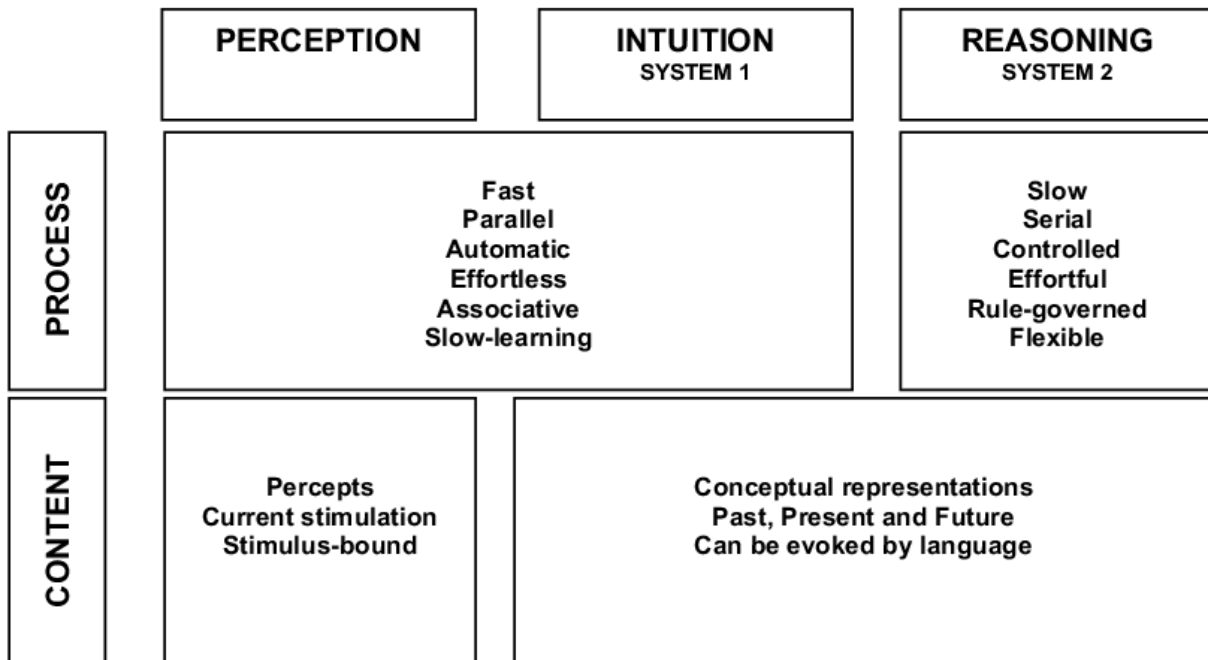 PERCEPTION
INTUITION
SYSTEM 1
REASONING
SYSTEM 2
PROCESS
Fast
Parallel
Automatic
Effortless
Associative
Slow-learning
Slow
Serial
Controlled
Effortful
Rule-governed
Flexible
CONTENT
Percepts
Current stimulation
Stimulus-bound
Conceptual representations
Past, Present and Future
Can be evoked by language